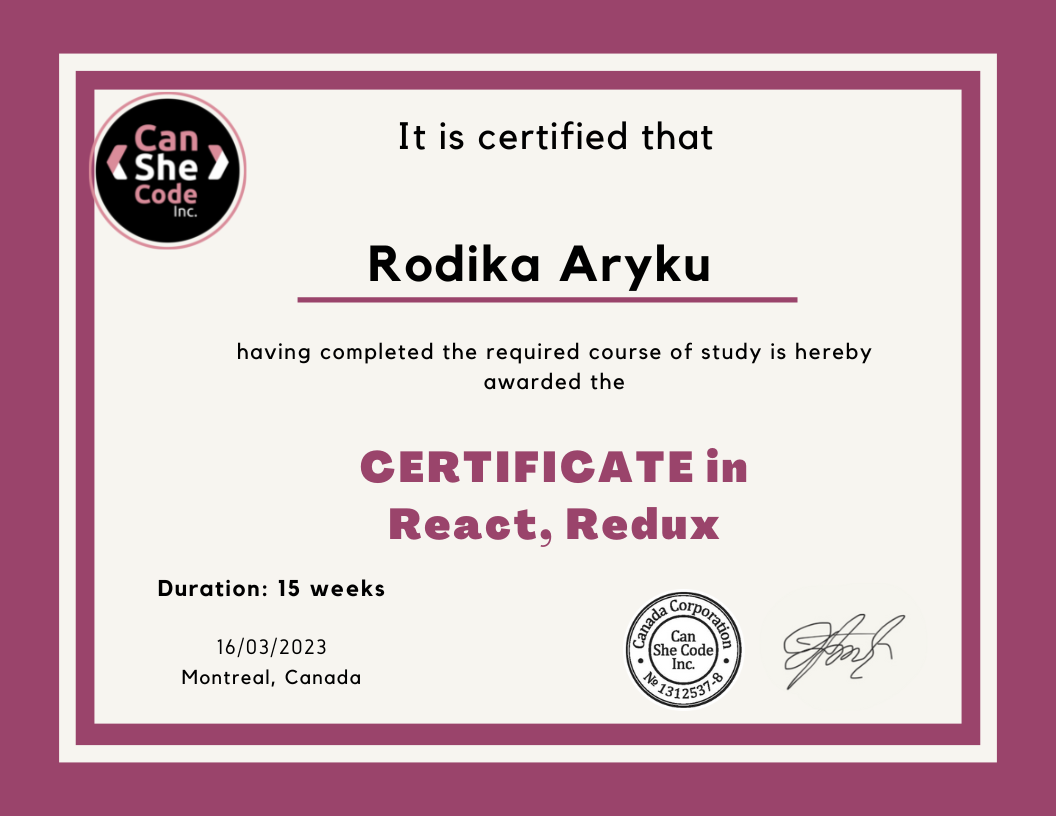 Can
She
Code
Inc.
It is certified that
Rodika Aryku
having completed the required course of study is hereby
awarded the
CERTIFICATE in
React, Redux
Duration: 15 weeks
16/03/2023
Montreal, Canada
Canada Corporation
Can
She Code
Inc.
№ 1312537-8